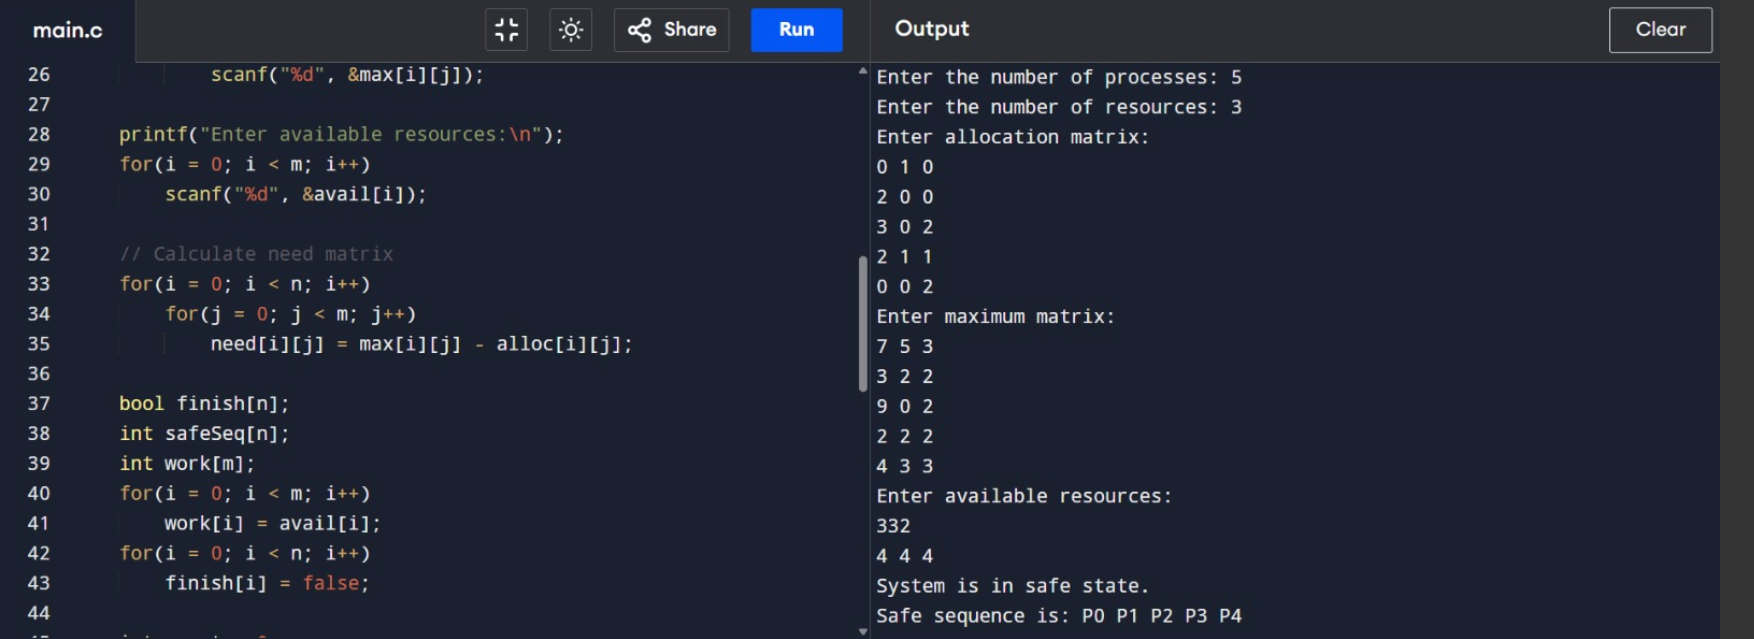 main.c
Share
Run
Output
Clear
26 scanf("%d", &max[i][j]);
27
28 printf("Enter available resources:\n");
29 for(i = 0; i < m; i++)
30 scanf("%d", &avail[i]);
31
32 // Calculate need matrix
33 for(i = 0; i < n; i++)
34 for(j = 0; j < m; j++)
35 need[i][j] = max[i][j] - alloc[i][j];
36
37 bool finish[n];
38 int safeSeq[n];
39 int work[m];
40 for(i = 0; i < m; i++)
41 work[i] = avail[i];
42 for(i = 0; i < n; i++)
43 finish[i] = false;
44
Enter the number of processes: 5
Enter the number of resources: 3
Enter allocation matrix:
0 1 0
2 0 0
3 0 2
2 1 1
0 0 2
Enter maximum matrix:
7 5 3
3 2 2
9 0 2
2 2 2
4 3 3
Enter available resources:
332
4 4 4
System is in safe state.
Safe sequence is: P0 P1 P2 P3 P4